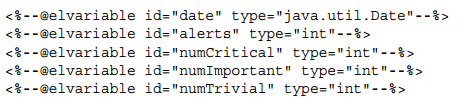 <%--@elvariable id="date" type="java.util.Date"--%>
<%--@elvariable id="alerts" type="int"--%>
<%--@elvariable id="numCritical" type="int"--%>
<%--@elvariable id="numImportant" type="int"--%>
<%--@elvariable id="numTrivial" type="int"--%>